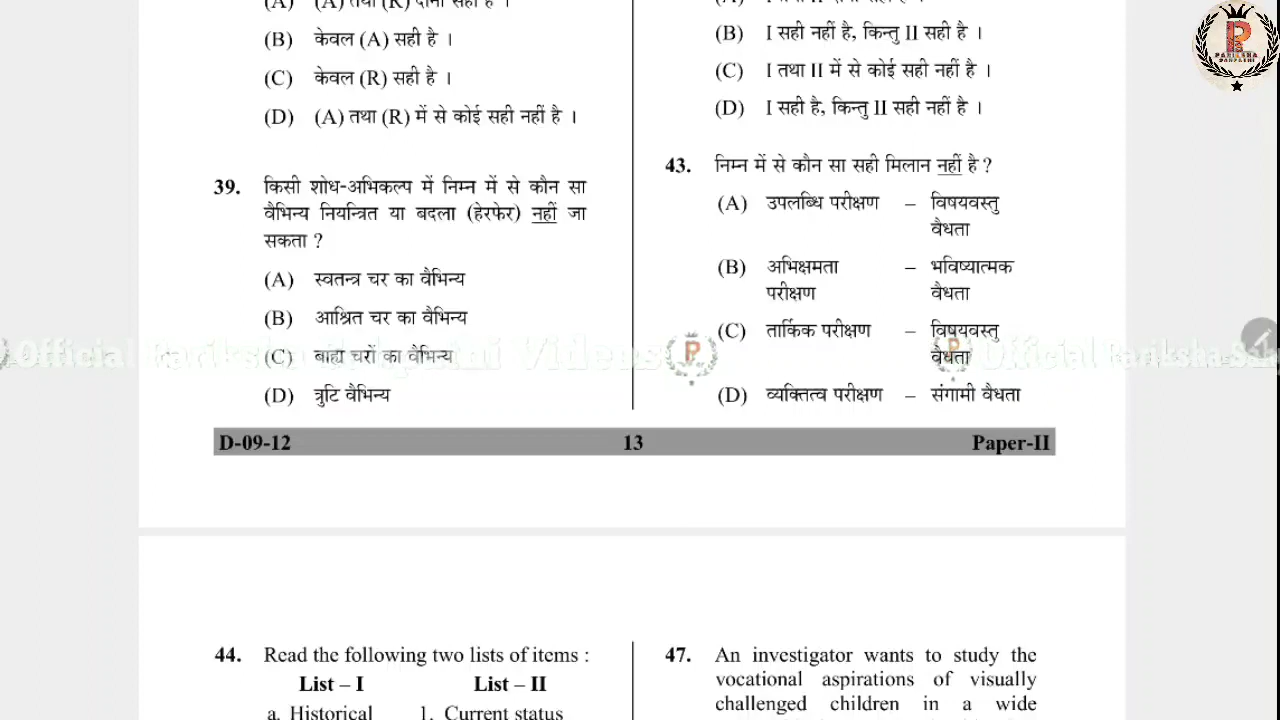 (A) (A) तथा (R) दोनों सही हैं ।
(B) केवल (A) सही है ।
(C) केवल (R) सही है ।
(D) (A) तथा (R) में से कोई सही नहीं है ।
39. किसी शोध-अभिकल्प में निम्न में से कौन सा
वैभिन्य नियन्त्रित या बदला (हेरफेर) नहीं जा
सकता ?
(A) स्वतन्त्र चर का वैभिन्य
(B) आश्रित चर का वैभिन्य
(C) बाह्य चरों का वैभिन्य
(D) त्रुटि वैभिन्य
(B) I सही नहीं है, किन्तु II सही है ।
(C) I तथा II में से कोई सही नहीं है ।
(D) I सही है, किन्तु II सही नहीं है ।
43. निम्न में से कौन सा सही मिलान नहीं है ?
(A) उपलब्धि परीक्षण – विषयवस्तु
वैधता
(B) अभिक्षमता – भविष्यात्मक
परीक्षण वैधता
(C) तार्किक परीक्षण – विषयवस्तु
वैधता
(D) व्यक्तित्व परीक्षण – संगामी वैधता
D-09-12 13 Paper-II
44. Read the following two lists of items :
List – I List – II
a. Historical 1. Current status
47. An investigator wants to study the
vocational aspirations of visually
challenged children in a wide